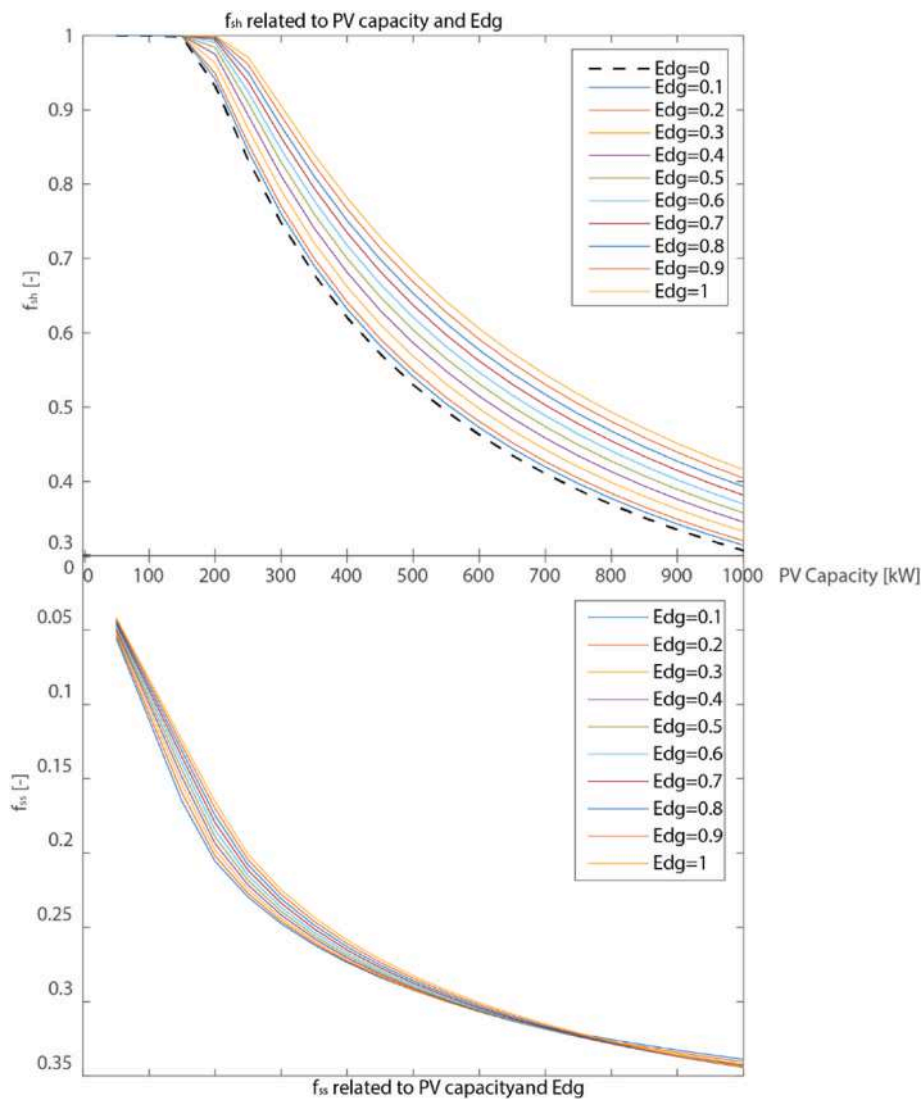 f_sh related to PV capacity and Edg
1
0.9
0.8
0.7
0.6
0.5
0.4
0.3
f_sh [-]
Edg=0
Edg=0.1
Edg=0.2
Edg=0.3
Edg=0.4
Edg=0.5
Edg=0.6
Edg=0.7
Edg=0.8
Edg=0.9
Edg=1
0 0 100 200 300 400 500 600 700 800 900 1000 PV Capacity [kW]
0.05
0.1
0.15
0.2
0.25
0.3
0.35
f_ss [-]
Edg=0.1
Edg=0.2
Edg=0.3
Edg=0.4
Edg=0.5
Edg=0.6
Edg=0.7
Edg=0.8
Edg=0.9
Edg=1
f_ss related to PV capacityand Edg